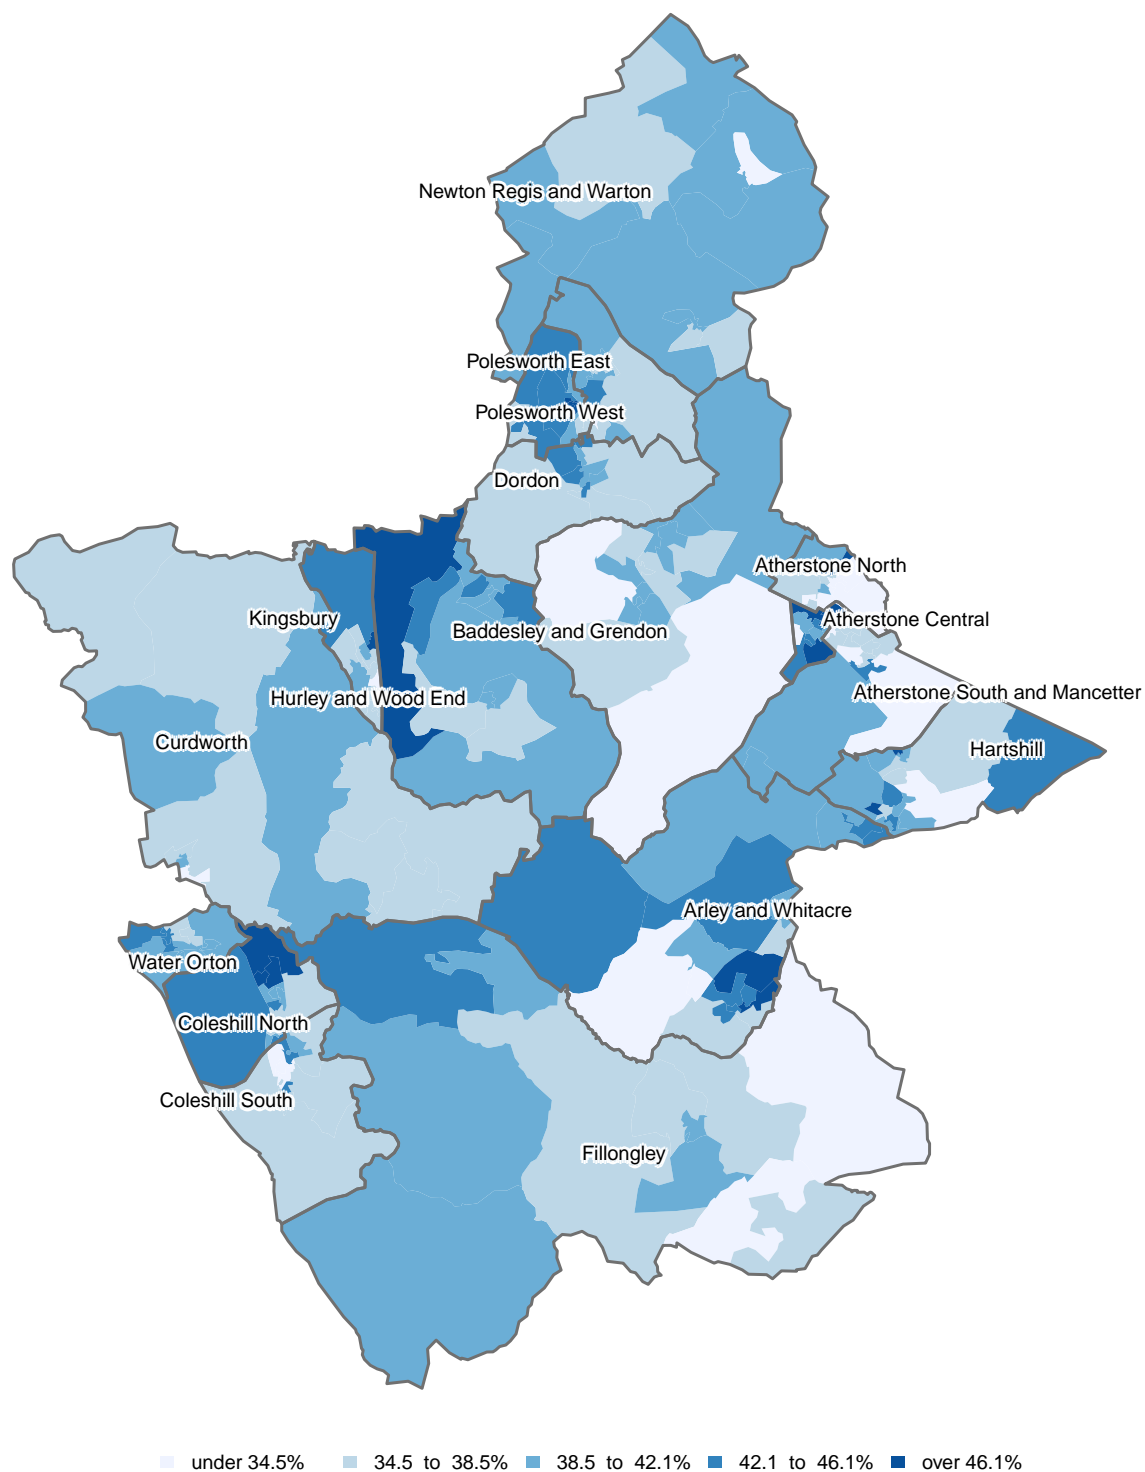 Newton Regis and Warton
Polesworth East
Polesworth West
Dordon
Atherstone North
Kingsbury
Atherstone Central
Baddesley and Grendon
Atherstone South and Mancetter
Hurley and Wood End
Curdworth
Hartshill
Arley and Whitacre
Water Orton
Coleshill North
Coleshill South
Fillongley
under 34.5% 34.5 to 38.5% 38.5 to 42.1% 42.1 to 46.1% over 46.1%